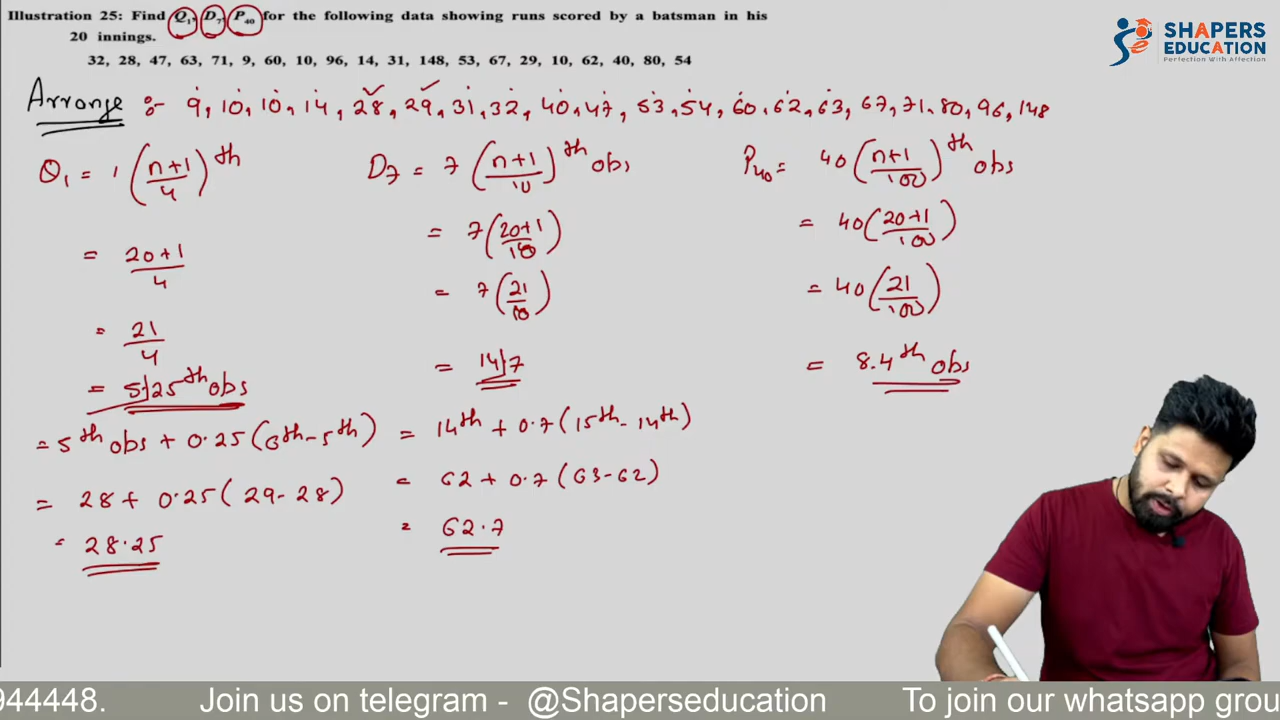 Illustration 25: Find Q₁, D₇, P₄₀ for the following data showing runs scored by a batsman in his
20 innings.
32, 28, 47, 63, 71, 9, 60, 10, 96, 14, 31, 148, 53, 67, 29, 10, 62, 40, 80, 54
SHAPERS
EDUCATION
Perfection With Affection
Arrange :- 9, 10, 10, 14, 28, 29, 31, 32, 40, 47, 53, 54, 60, 62, 63, 67, 71, 80, 96, 148
Q₁ = 1 (n+1/4)th
= 20+1/4
= 21/4
= 5.25th obs
= 5th obs + 0.25 (6th - 5th)
= 28 + 0.25 (29 - 28)
= 28.25
D₇ = 7 (n+1/10)th obs
= 7 (20+1/10)
= 7 (21/10)
= 14.7
= 14th + 0.7 (15th - 14th)
= 62 + 0.7 (63 - 62)
= 62.7
P₄₀ = 40 (n+1/100)th obs
= 40 (20+1/100)
= 40 (21/100)
= 8.4th obs
944448. Join us on telegram - @Shaperseducation To join our whatsapp grou